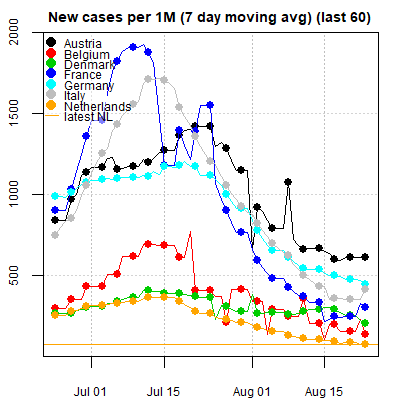 New cases per 1M (7 day moving avg) (last 60)
2000
1500
1000
500
Austria
Belgium
Denmark
France
Germany
Italy
Netherlands
latest NL
Jul 01
Jul 15
Aug 01
Aug 15